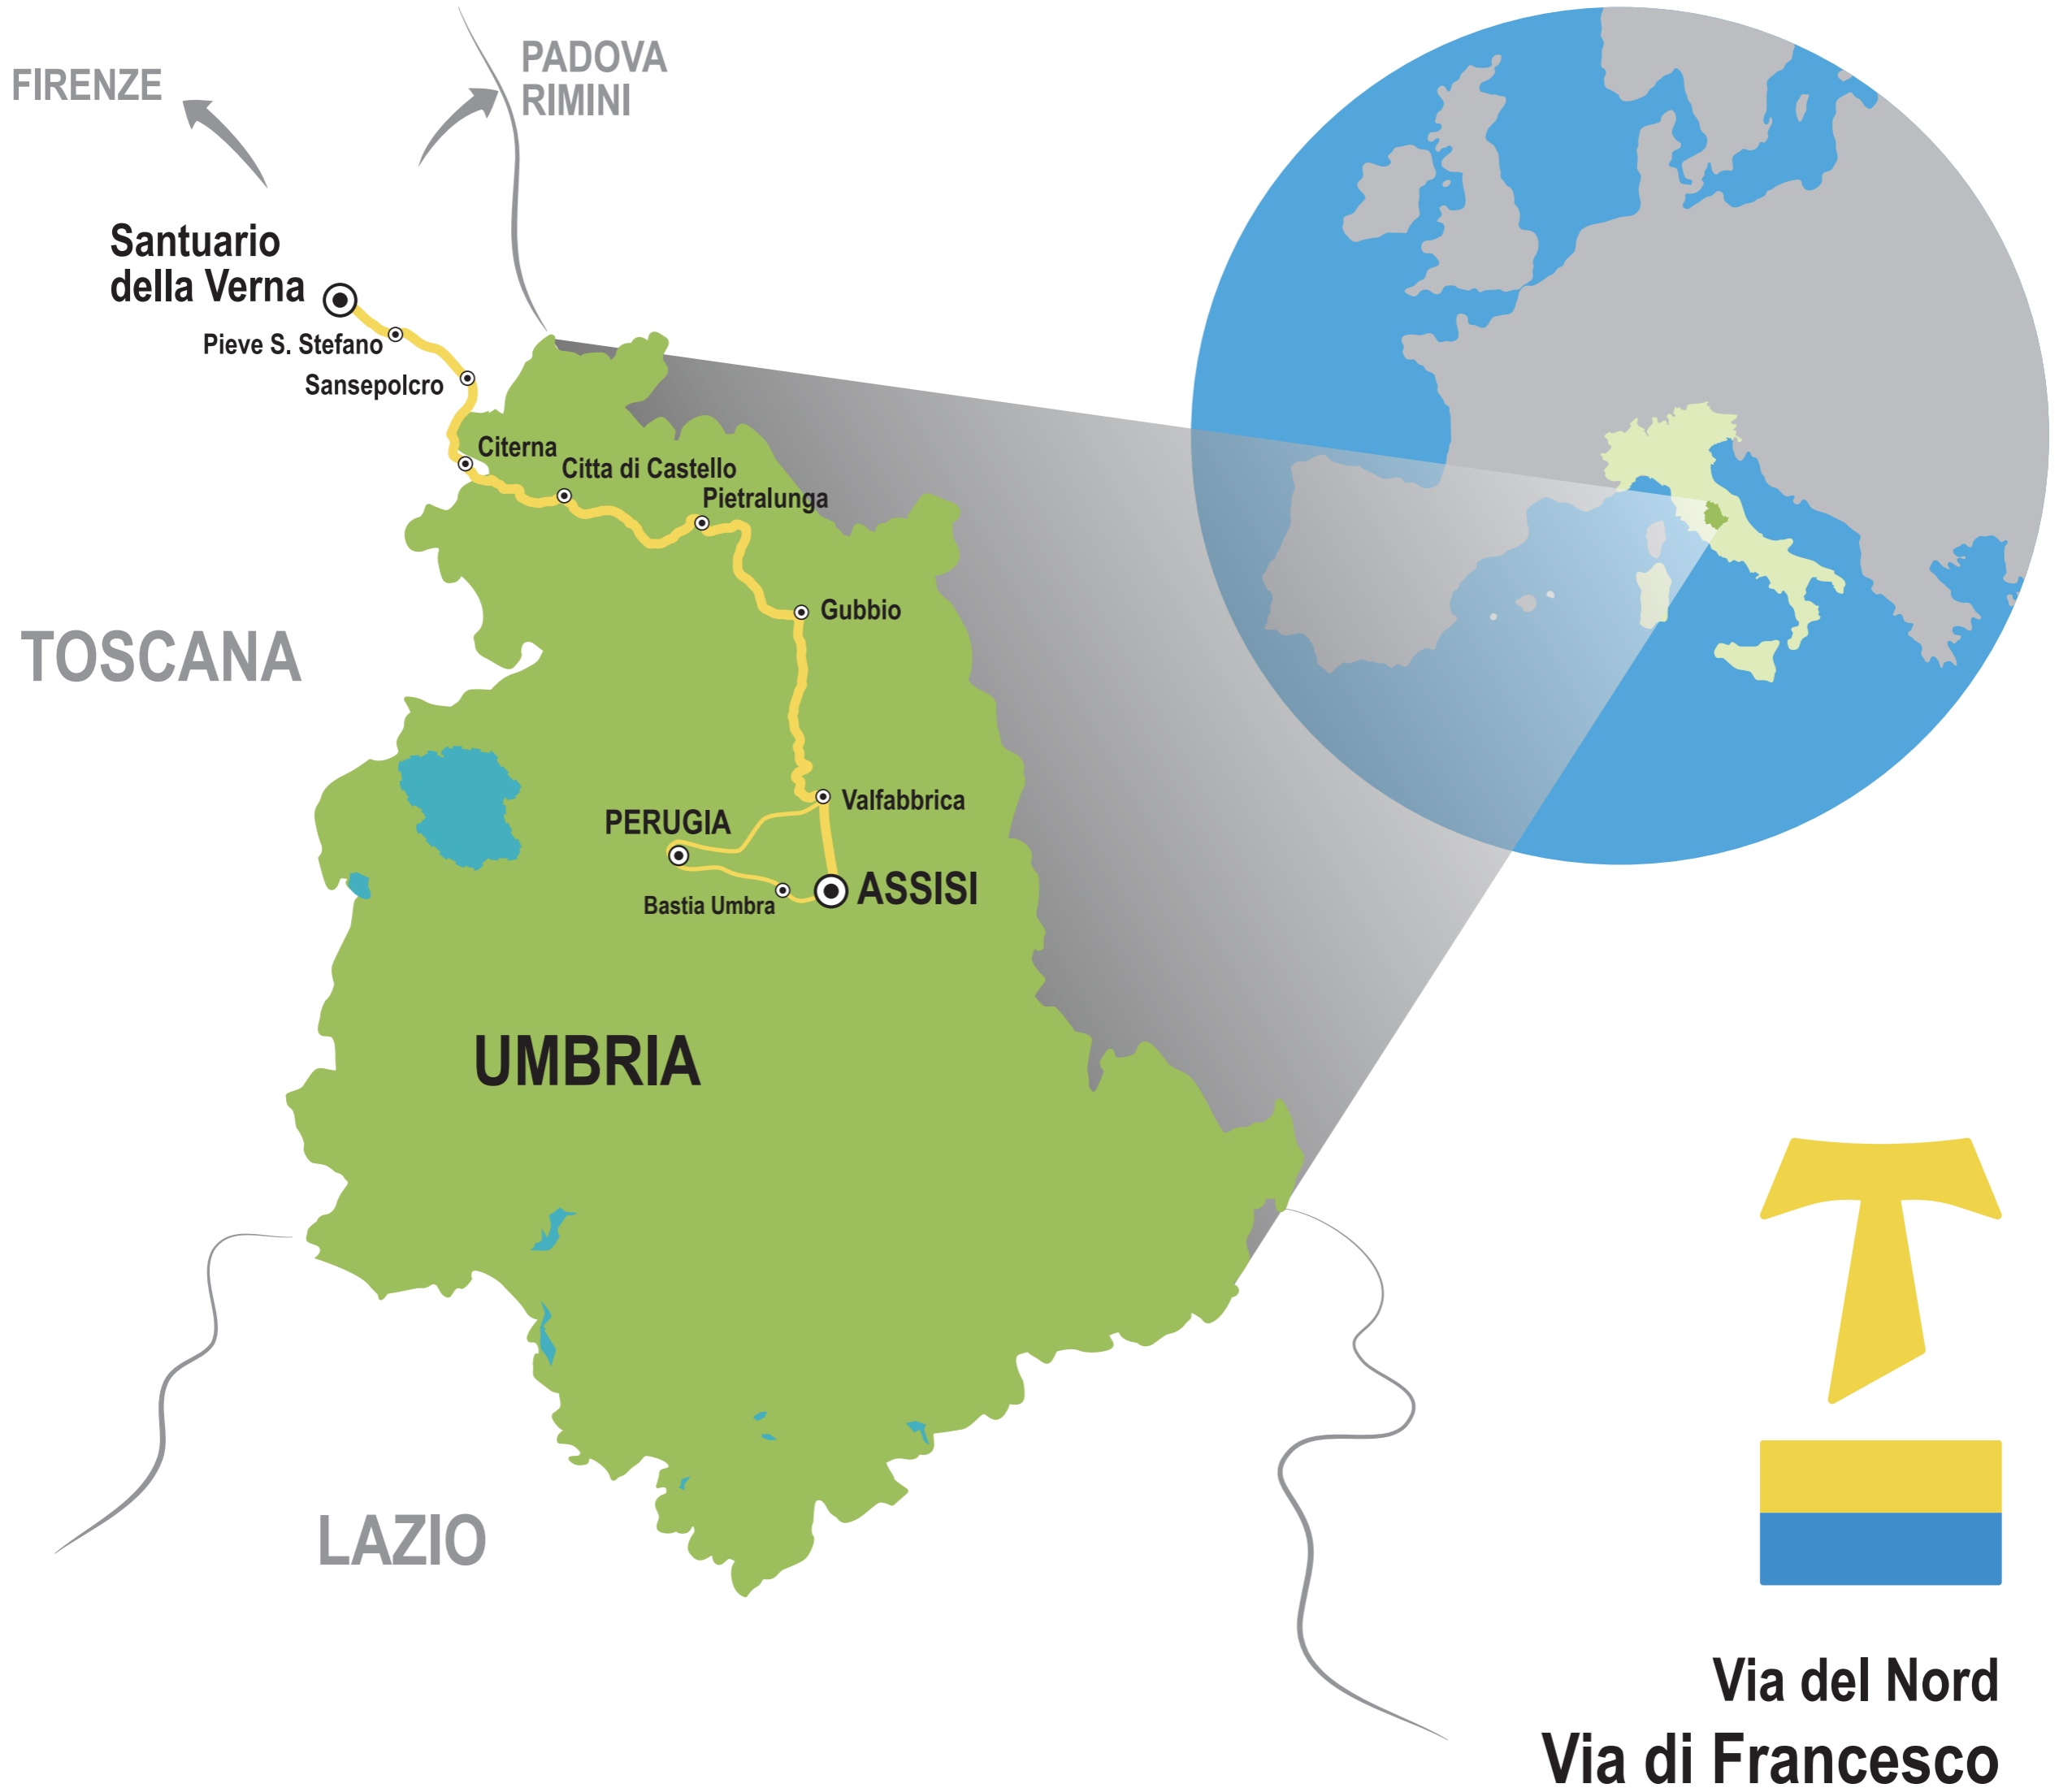 FIRENZE
PADOVA
RIMINI
Santuario
della Verna
Pieve S. Stefano
Sansepolcro
Citerna
Citta di Castello
Pietralunga
Gubbio
TOSCANA
Valfabbrica
PERUGIA
ASSISI
Bastia Umbra
UMBRIA
LAZIO
Via del Nord
Via di Francesco